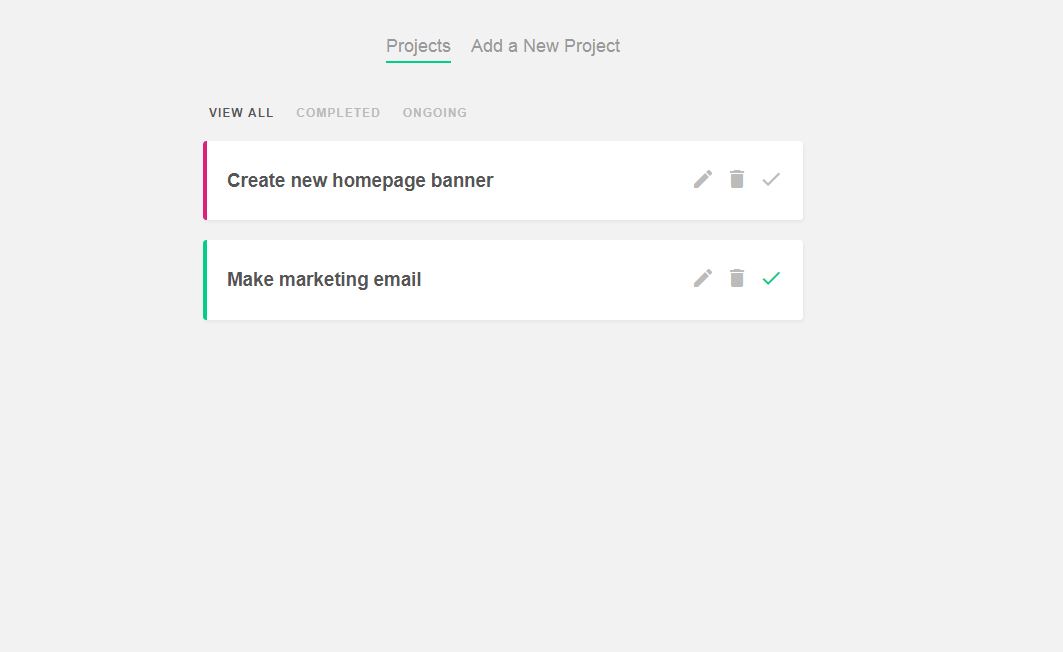 Projects Add a New Project
VIEW ALL COMPLETED ONGOING
Create new homepage banner
Make marketing email